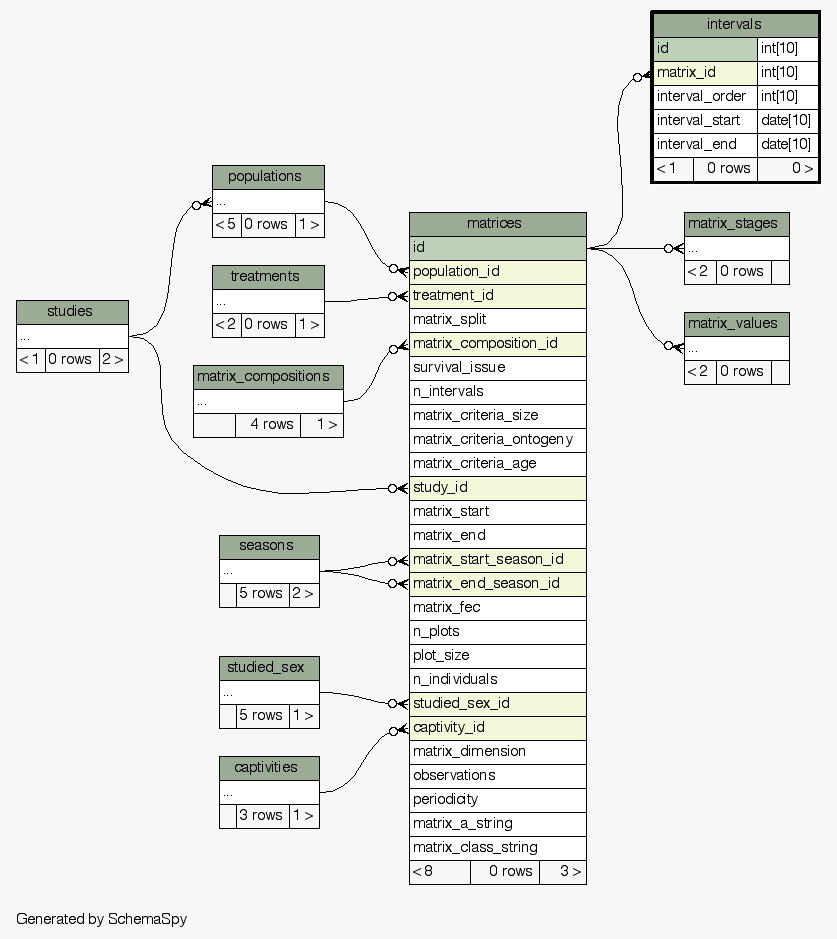 intervals
id int[10]
matrix_id int[10]
interval_order int[10]
interval_start date[10]
interval_end date[10]
< 1 0 rows 0 >
populations
...
< 5 0 rows 1 >
treatments
...
< 2 0 rows 1 >
studies
...
< 1 0 rows 2 >
matrix_compositions
...
4 rows 1 >
seasons
...
5 rows 2 >
studied_sex
...
5 rows 1 >
captivities
...
3 rows 1 >
matrices
id
population_id
treatment_id
matrix_split
matrix_composition_id
survival_issue
n_intervals
matrix_criteria_size
matrix_criteria_ontogeny
matrix_criteria_age
study_id
matrix_start
matrix_end
matrix_start_season_id
matrix_end_season_id
matrix_fec
n_plots
plot_size
n_individuals
studied_sex_id
captivity_id
matrix_dimension
observations
periodicity
matrix_a_string
matrix_class_string
< 8 0 rows 3 >
matrix_stages
...
< 2 0 rows
matrix_values
...
< 2 0 rows
Generated by SchemaSpy